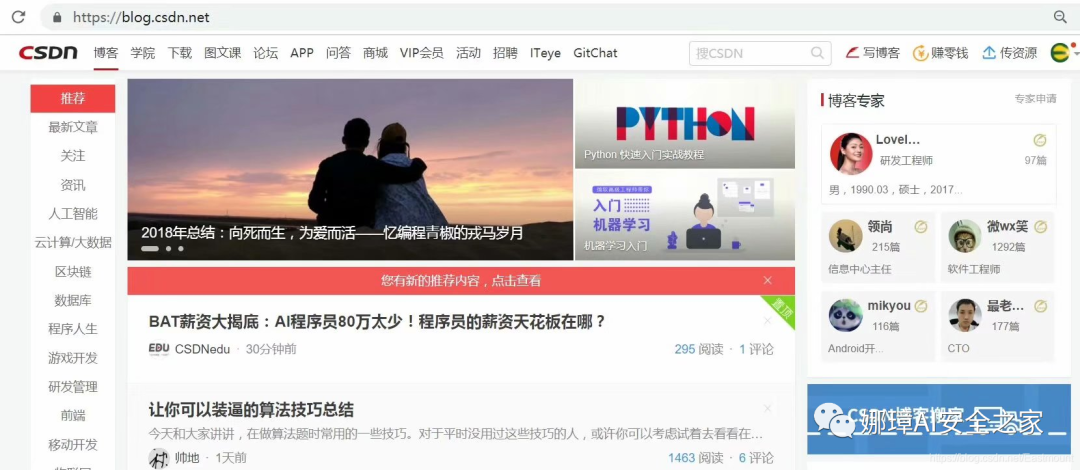 https://blog.csdn.net
CSDN 博客 学院 下载 图文课 论坛 APP 问答 商城 VIP会员 活动 招聘 ITeye GitChat 搜CSDN 写博客 赚零钱 传资源
推荐
最新文章
关注
资讯
人工智能
云计算/大数据
区块链
数据库
程序人生
游戏开发
研发管理
前端
移动开发
2018年总结：向死而生，为爱而活——忆编程青椒的戎马岁月
PYTHON
Python 快速入门实战教程
入门
机器学习
机器学习入门
您有新的推荐内容，点击查看
置顶
BAT薪资大揭底：AI程序员80万太少！程序员的薪资天花板在哪？
EDU CSDNedu · 30分钟前 295 阅读 · 1 评论
让你可以装逼的算法技巧总结
今天和大家讲讲，在做算法题时常用的一些技巧。对于平时没用过这些技巧的人，或许你可以考虑试着去看看在…
帅地 · 1天前 1463 阅读 · 6 评论
博客专家 专家申请
Lovel...
研发工程师 97篇
男，1990.03，硕士，2017...
领尚
215篇
信息中心主任
微wx笑
1292篇
软件工程师
mikyou
116篇
Android开...
最老...
177篇
CTO
娜璋AI安全之家